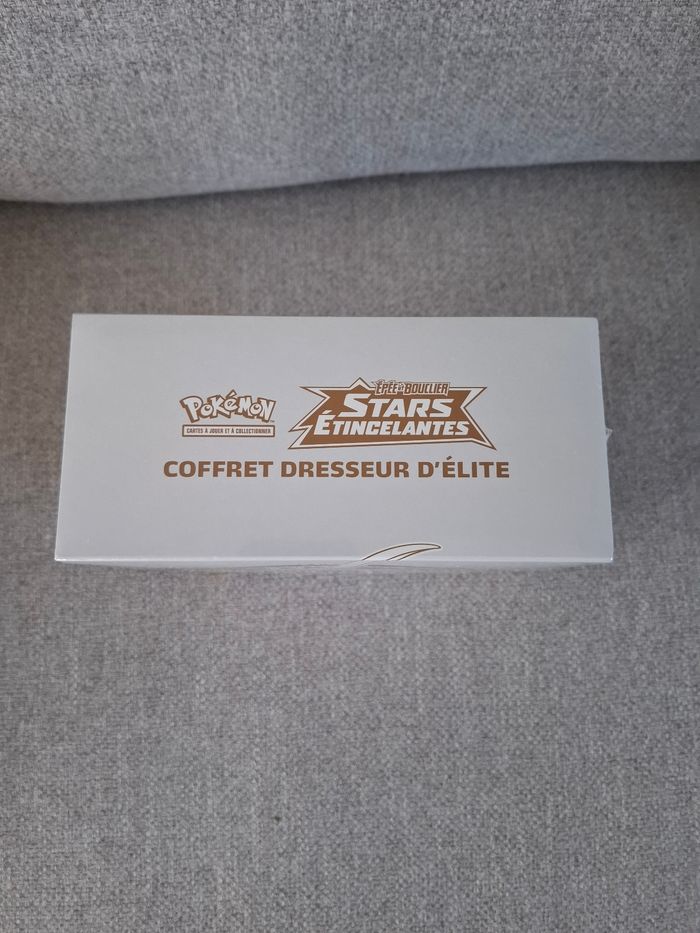 POKéMON
CARTES À JOUER ET À COLLECTIONNER
ÉPÉE ET BOUCLIER
STARS
ÉTINCELANTES
COFFRET DRESSEUR D'ÉLITE